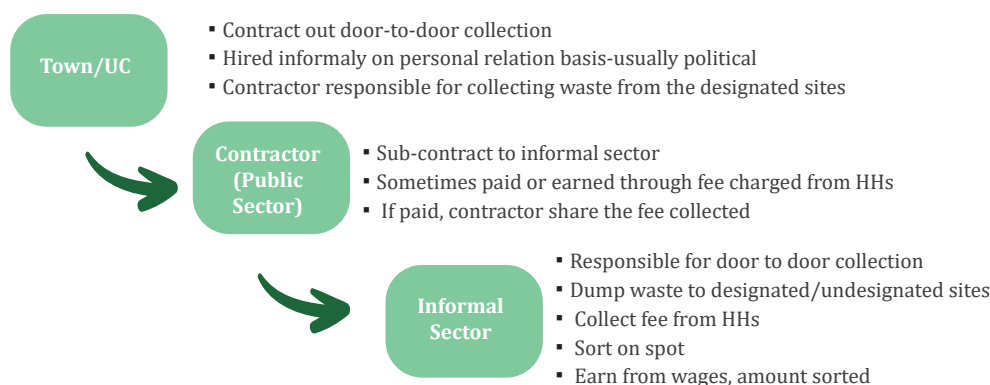 Town/UC
▪ Contract out door-to-door collection
▪ Hired informaly on personal relation basis-usually political
▪ Contractor responsible for collecting waste from the designated sites
Contractor
(Public
Sector)
▪ Sub-contract to informal sector
▪ Sometimes paid or earned through fee charged from HHs
▪ If paid, contractor share the fee collected
Informal
Sector
▪ Responsible for door to door collection
▪ Dump waste to designated/undesignated sites
▪ Collect fee from HHs
▪ Sort on spot
▪ Earn from wages, amount sorted